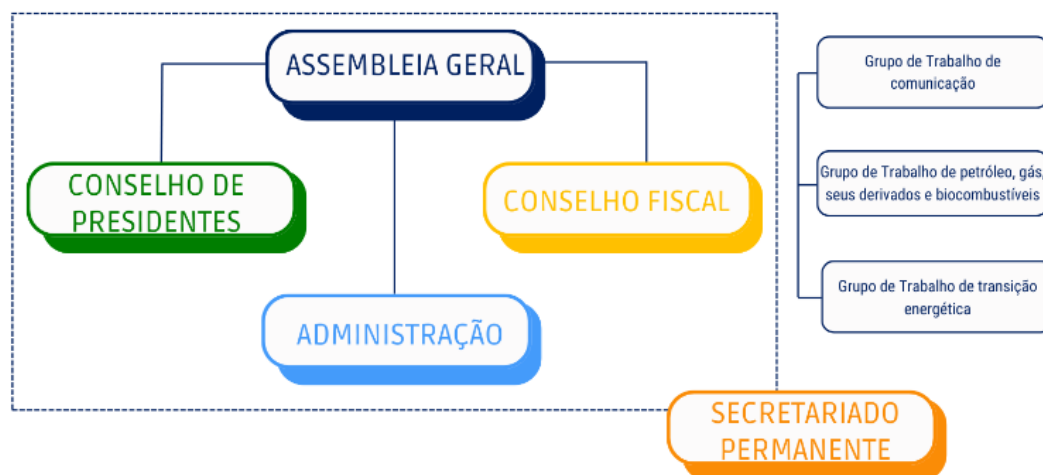 ASSEMBLEIA GERAL
CONSELHO DE
PRESIDENTES
CONSELHO FISCAL
ADMINISTRAÇÃO
SECRETARIADO
PERMANENTE
Grupo de Trabalho de
comunicação
Grupo de Trabalho de petróleo, gás,
seus derivados e biocombustíveis
Grupo de Trabalho de transição
energética